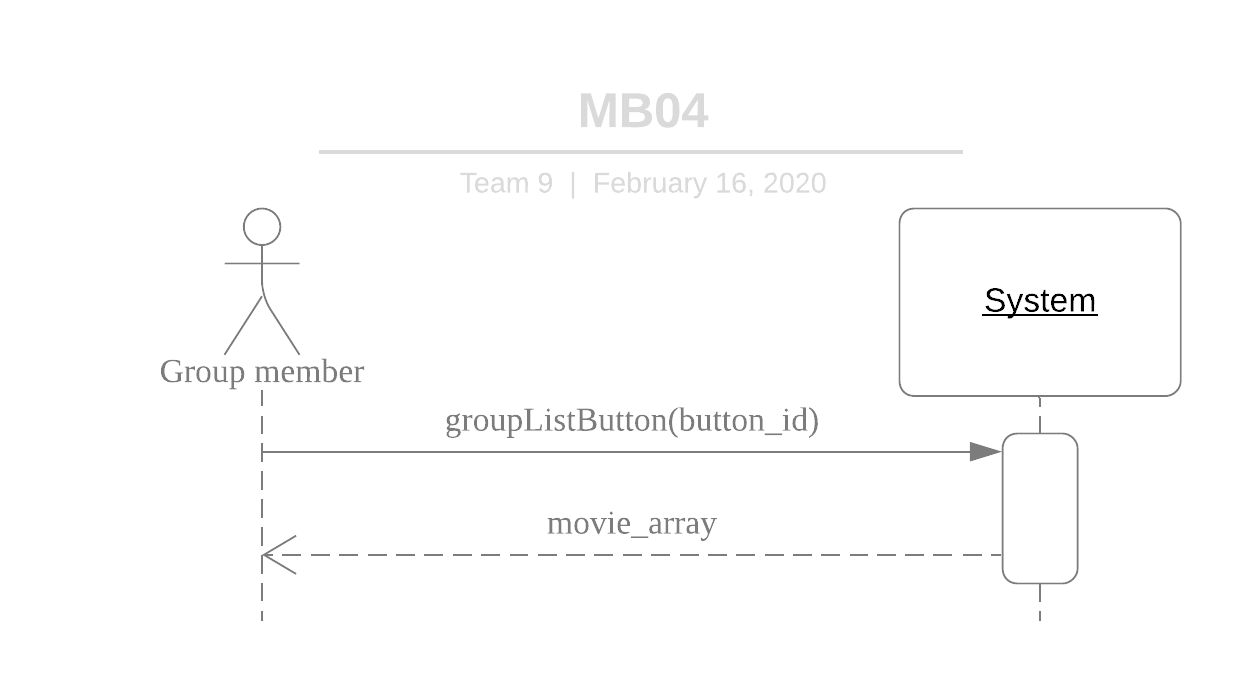 MB04
Team 9 | February 16, 2020
System
Group member
groupListButton(button_id)
movie_array